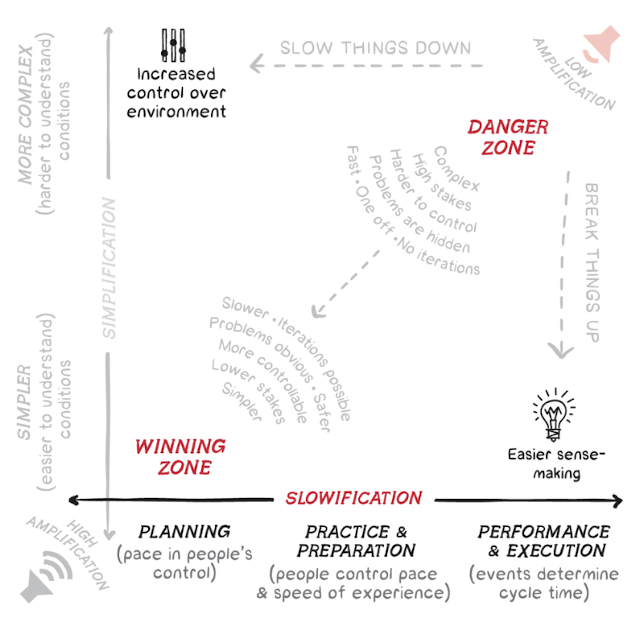 SLOW THINGS DOWN
LOW
AMPLIFICATION
Increased
control over
environment
MORE COMPLEX
(harder to understand)
conditions
DANGER
ZONE
Complex
High stakes
Harder to control
Problems are hidden
Fast • One off • No iterations
BREAK THINGS UP
SIMPLIFICATION
Slower • Iterations possible
Problems obvious • Safer
More controllable
Lower stakes
Simpler
SIMPLER
(easier to understand)
conditions
WINNING
ZONE
Easier sense-
making
SLOWIFICATION
HIGH
AMPLIFICATION
PLANNING
(pace in people's
control)
PRACTICE &
PREPARATION
(people control pace
& speed of experience)
PERFORMANCE
& EXECUTION
(events determine
cycle time)